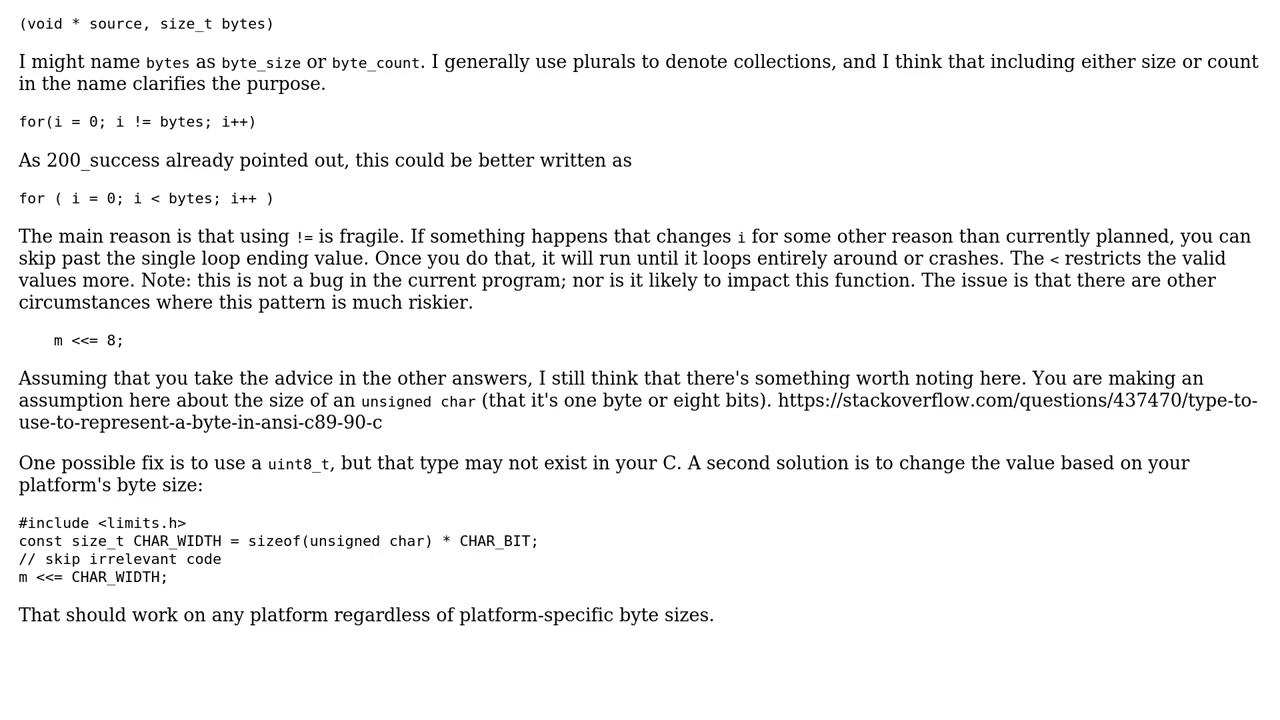 (void * source, size_t bytes)
I might name bytes as byte_size or byte_count. I generally use plurals to denote collections, and I think that including either size or count
in the name clarifies the purpose.
for(i = 0; i != bytes; i++)
As 200_success already pointed out, this could be better written as
for ( i = 0; i < bytes; i++ )
The main reason is that using != is fragile. If something happens that changes i for some other reason than currently planned, you can
skip past the single loop ending value. Once you do that, it will run until it loops entirely around or crashes. The < restricts the valid
values more. Note: this is not a bug in the current program; nor is it likely to impact this function. The issue is that there are other
circumstances where this pattern is much riskier.
    m <<= 8;
Assuming that you take the advice in the other answers, I still think that there's something worth noting here. You are making an
assumption here about the size of an unsigned char (that it's one byte or eight bits). https://stackoverflow.com/questions/437470/type-to-
use-to-represent-a-byte-in-ansi-c89-90-c
One possible fix is to use a uint8_t, but that type may not exist in your C. A second solution is to change the value based on your
platform's byte size:
#include <limits.h>
const size_t CHAR_WIDTH = sizeof(unsigned char) * CHAR_BIT;
// skip irrelevant code
m <<= CHAR_WIDTH;
That should work on any platform regardless of platform-specific byte sizes.